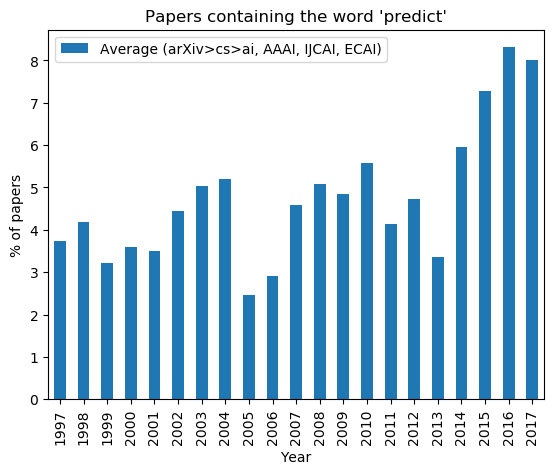 Papers containing the word 'predict'
Average (arXiv>cs>ai, AAAI, IJCAI, ECAI)
% of papers
8
7
6
5
4
3
2
1
0
1997 1998 1999 2000 2001 2002 2003 2004 2005 2006 2007 2008 2009 2010 2011 2012 2013 2014 2015 2016 2017
Year